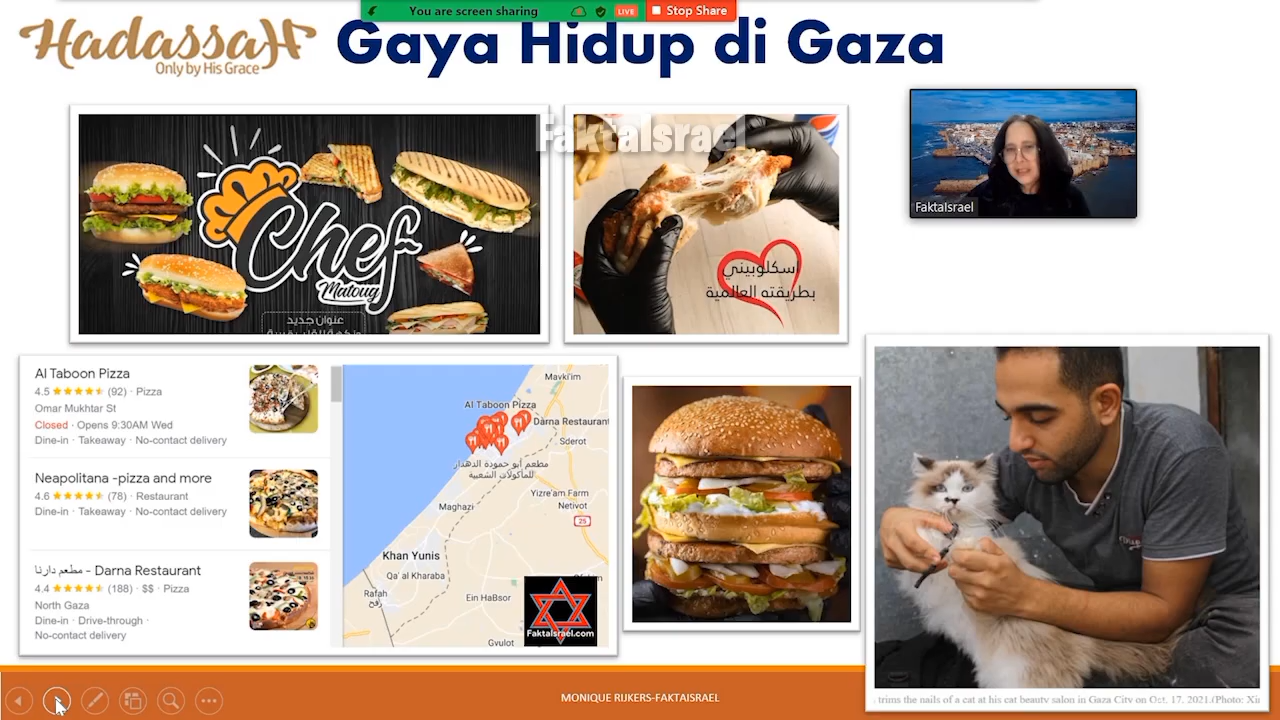 You are screen sharing
LIVE
Stop Share
HadassaH
Only by His Grace
Gaya Hidup di Gaza
FaktaIsrael
FaktaIsrael
Chef
Matoug
عنوان جديد
اسكلوبيني
بطريقته العالمية
Al Taboon Pizza
4.5 (92) · Pizza
Omar Mukhtar St
Closed · Opens 9:30AM Wed
Dine-in · Takeaway · No-contact delivery
Neapolitana -pizza and more
4.6 (78) · Restaurant
Dine-in · Takeaway · No-contact delivery
مطعم دارنا - Darna Restaurant
4.4 (188) · $$ · Pizza
North Gaza
Dine-in · Drive-through ·
No-contact delivery
Mavki'im
Al Taboon Pizza
Darna Restaurant
Sderot
مطعم أبو حمودة الدهدار
للمأكولات الشعبية
Yizre'am Farm
Netivot
25
Maghazi
Khan Yunis
Qa' al Kharaba
Rafah
رفح
Ein HaBsor
Gvulot
FaktaIsrael.com
trims the nails of a cat at his cat beauty salon in Gaza City on Oct. 17, 2021.(Photo:
MONIQUE RIJKERS-FAKTAISRAEL